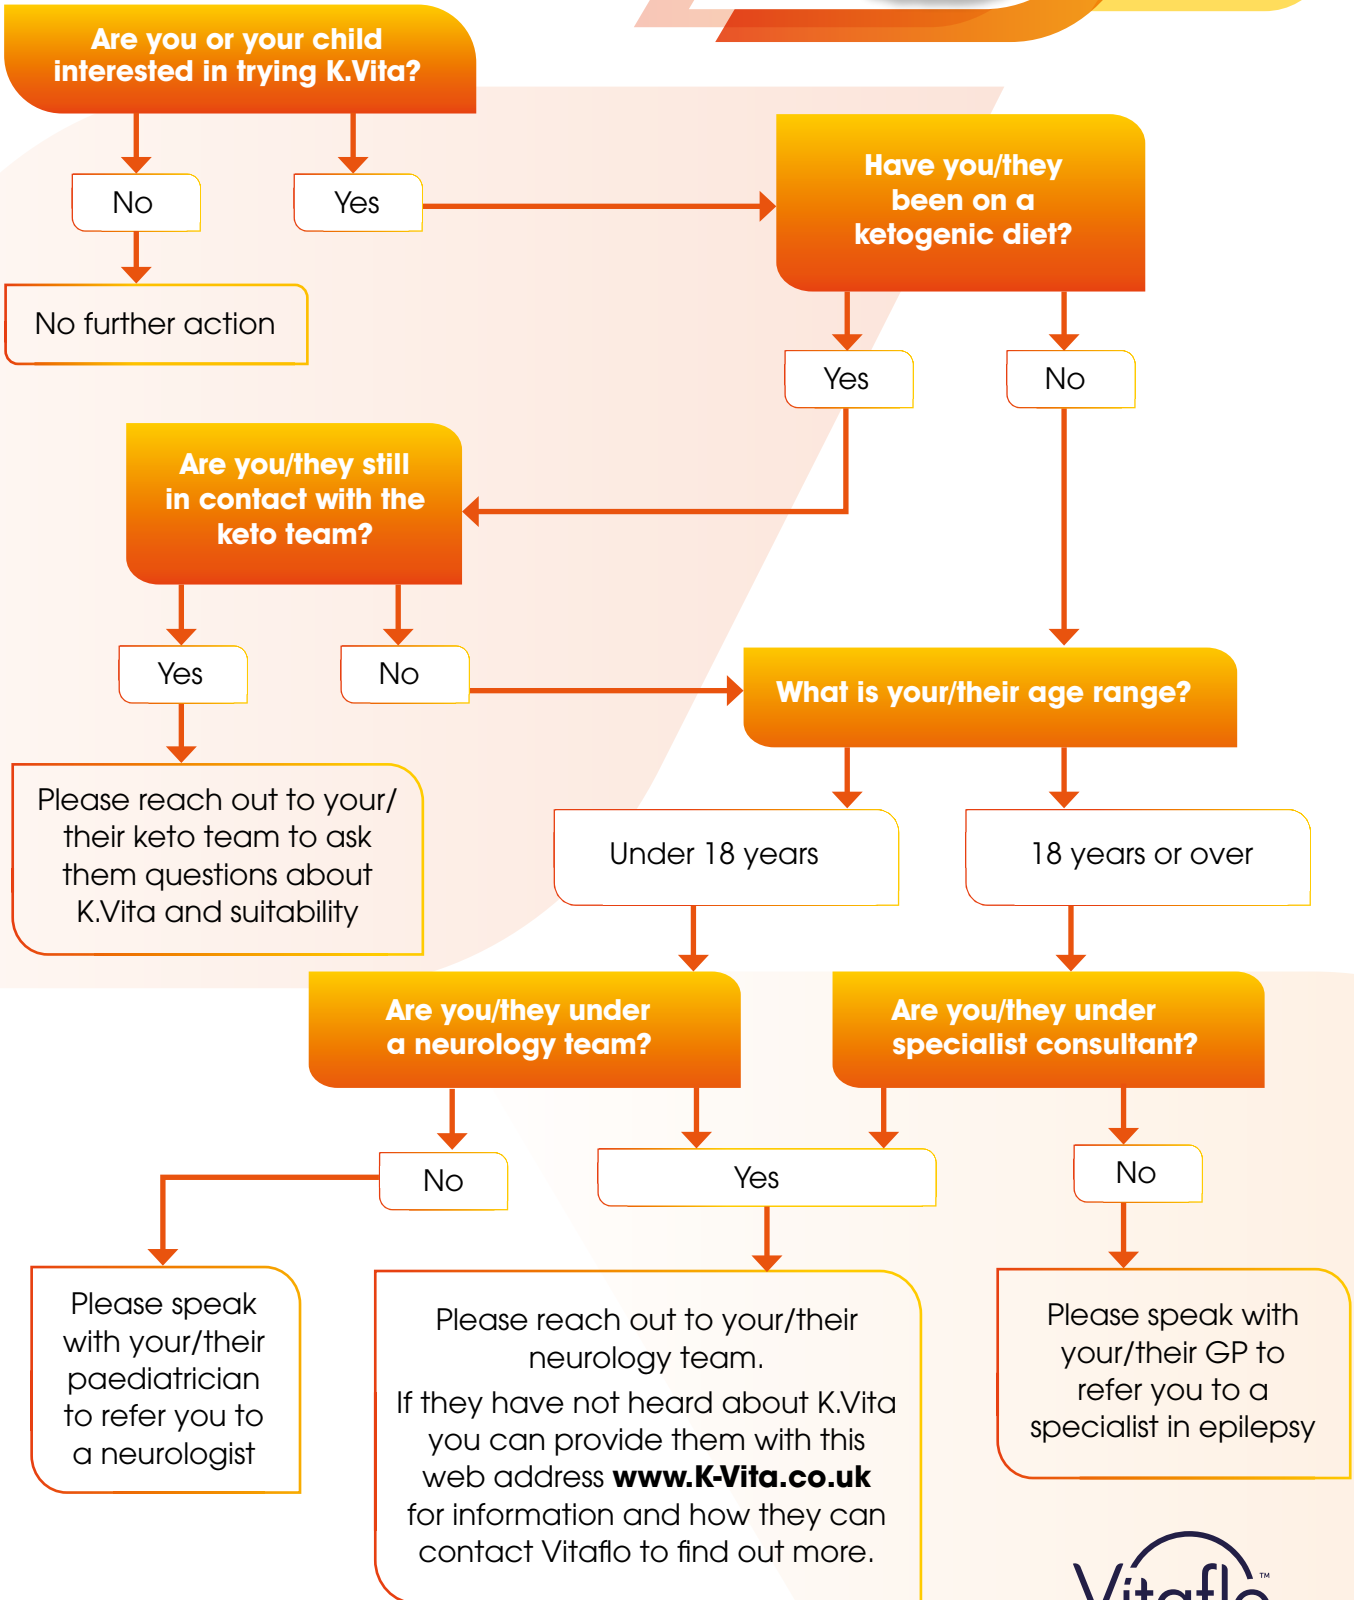 Are you or your child
interested in trying K.Vita?
No
Yes
No further action
Have you/they
been on a
ketogenic diet?
Yes
No
Are you/they still
in contact with the
keto team?
Yes
No
Please reach out to your/
their keto team to ask
them questions about
K.Vita and suitability
What is your/their age range?
Under 18 years
18 years or over
Are you/they under
a neurology team?
Are you/they under
specialist consultant?
No
Yes
No
Please speak
with your/their
paediatrician
to refer you to
a neurologist
Please reach out to your/their
neurology team.
If they have not heard about K.Vita
you can provide them with this
web address www.K-Vita.co.uk
for information and how they can
contact Vitaflo to find out more.
Please speak with
your/their GP to
refer you to a
specialist in epilepsy
Vitaflo™